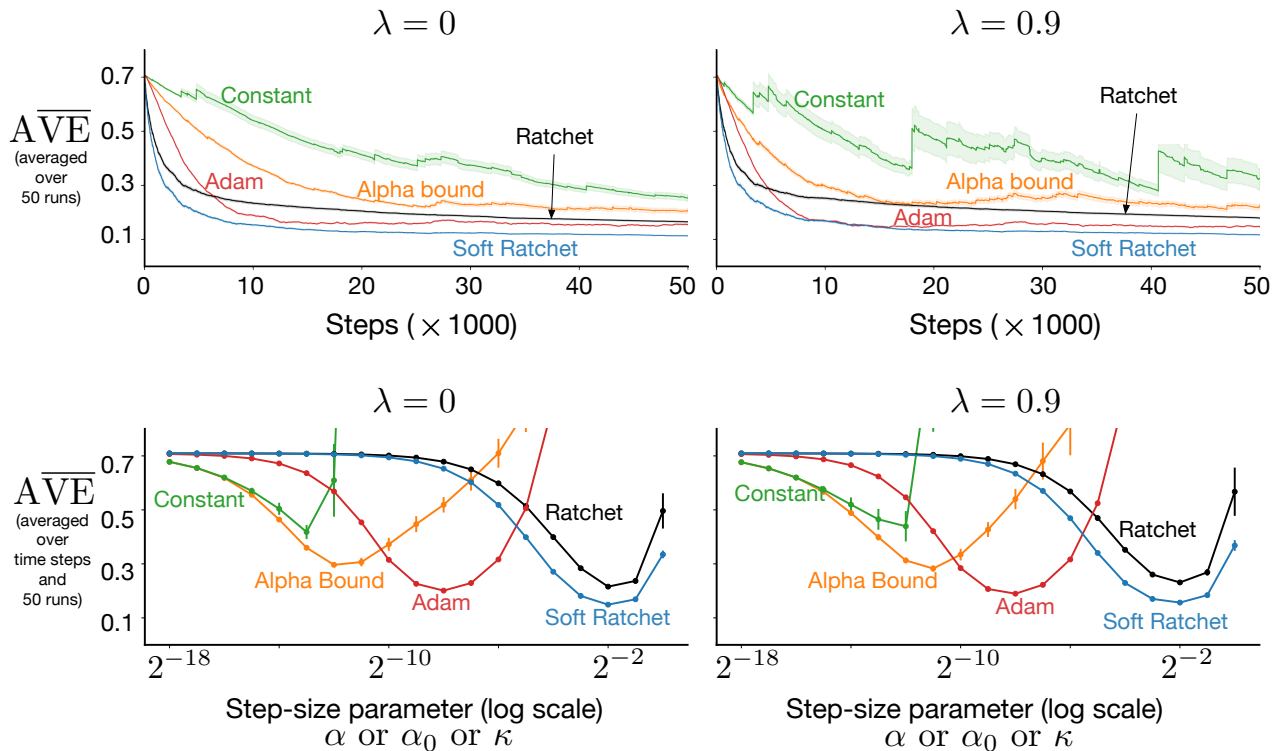 λ = 0
λ = 0.9
0.7
0.5
0.3
0.1
AVE
(averaged
over
50 runs)
Constant
Ratchet
Adam
Alpha bound
Soft Ratchet
0 10 20 30 40 50
Steps ( × 1000)
Constant
Ratchet
Alpha bound
Adam
Soft Ratchet
0 10 20 30 40 50
Steps ( × 1000)
λ = 0
λ = 0.9
0.7
0.5
0.3
0.1
AVE
(averaged
over
time steps
and
50 runs)
Constant
Ratchet
Alpha Bound
Adam
Soft Ratchet
2⁻¹⁸ 2⁻¹⁰ 2⁻²
Step-size parameter (log scale)
α or α₀ or κ
Constant
Ratchet
Alpha Bound
Adam
Soft Ratchet
2⁻¹⁸ 2⁻¹⁰ 2⁻²
Step-size parameter (log scale)
α or α₀ or κ